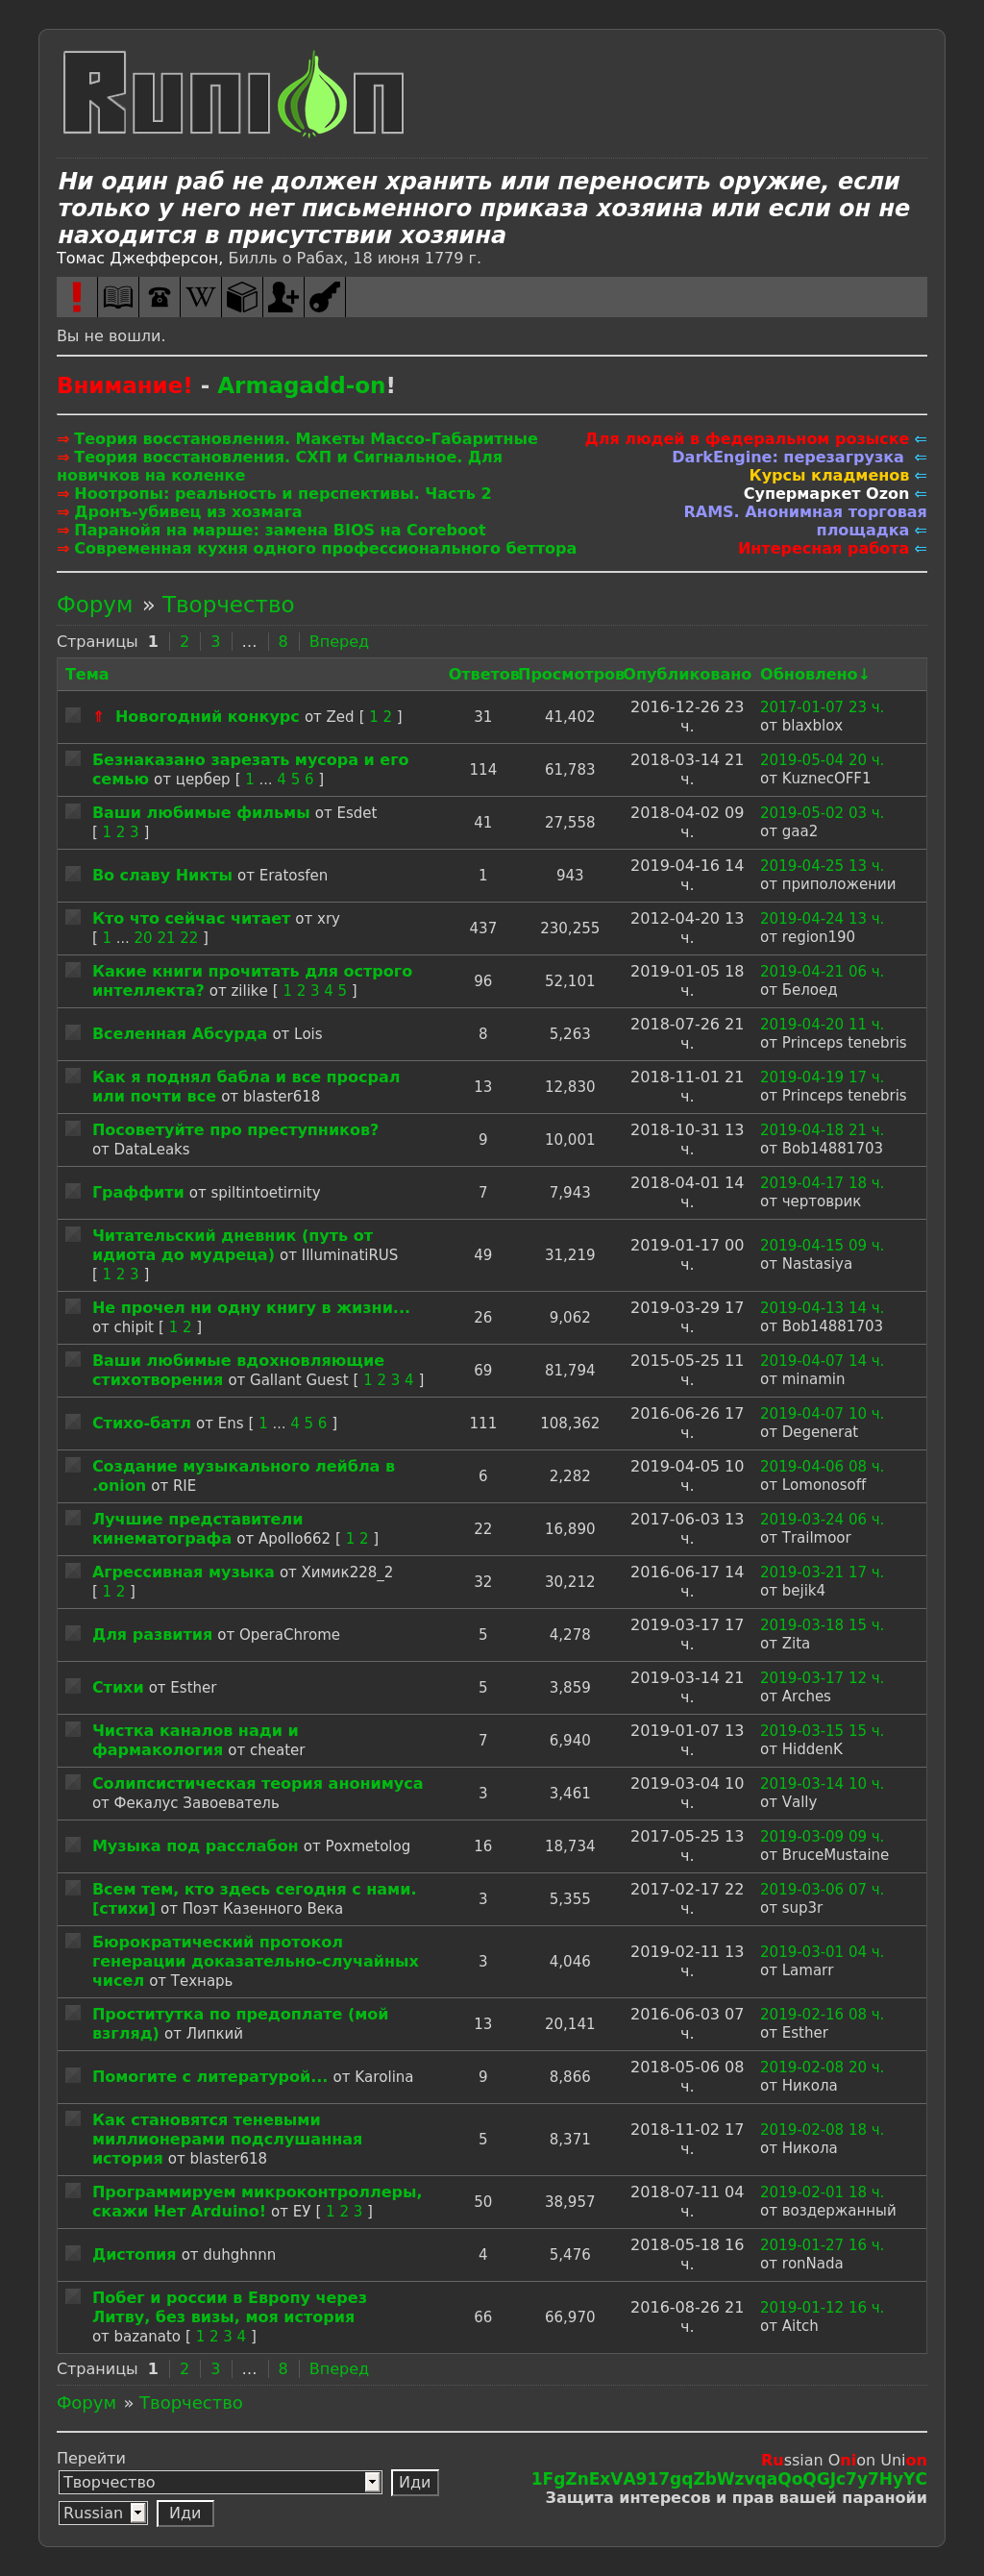 Runion
Ни один раб не должен хранить или переносить оружие, если
только у него нет письменного приказа хозяина или если он не
находится в присутствии хозяина
Томас Джефферсон, Билль о Рабах, 18 июня 1779 г.
Вы не вошли.
Внимание! - Armagadd-on!
⇒ Теория восстановления. Макеты Массо-Габаритные
⇒ Теория восстановления. СХП и Сигнальное. Для
новичков на коленке
⇒ Ноотропы: реальность и перспективы. Часть 2
⇒ Дронъ-убивец из хозмага
⇒ Паранойя на марше: замена BIOS на Coreboot
⇒ Современная кухня одного профессионального беттора
Для людей в федеральном розыске ⇐
DarkEngine: перезагрузка ⇐
Курсы кладменов ⇐
Супермаркет Ozon ⇐
RAMS. Анонимная торговая
площадка ⇐
Интересная работа ⇐
Форум » Творчество
Страницы 1 2 3 … 8 Вперед
Тема Ответов Просмотров Опубликовано Обновлено↓
⇑ Новогодний конкурс от Zed [ 1 2 ] 31 41,402 2016-12-26 23 ч. 2017-01-07 23 ч.
от blaxblox
Безнаказано зарезать мусора и его 114 61,783 2018-03-14 21 ч. 2019-05-04 20 ч.
семью от цербер [ 1 ... 4 5 6 ] от KuznecOFF1
Ваши любимые фильмы от Esdet 41 27,558 2018-04-02 09 ч. 2019-05-02 03 ч.
[ 1 2 3 ] от gaa2
Во славу Никты от Eratosfen 1 943 2019-04-16 14 ч. 2019-04-25 13 ч.
от приположении
Кто что сейчас читает от xry 437 230,255 2012-04-20 13 ч. 2019-04-24 13 ч.
[ 1 ... 20 21 22 ] от region190
Какие книги прочитать для острого 96 52,101 2019-01-05 18 ч. 2019-04-21 06 ч.
интеллекта? от zilike [ 1 2 3 4 5 ] от Белоед
Вселенная Абсурда от Lois 8 5,263 2018-07-26 21 ч. 2019-04-20 11 ч.
от Princeps tenebris
Как я поднял бабла и все просрал 13 12,830 2018-11-01 21 ч. 2019-04-19 17 ч.
или почти все от blaster618 от Princeps tenebris
Посоветуйте про преступников? 9 10,001 2018-10-31 13 ч. 2019-04-18 21 ч.
от DataLeaks от Bob14881703
Граффити от spiltintoetirnity 7 7,943 2018-04-01 14 ч. 2019-04-17 18 ч.
от чертоврик
Читательский дневник (путь от
идиота до мудреца) от IlluminatiRUS 49 31,219 2019-01-17 00 ч. 2019-04-15 09 ч.
[ 1 2 3 ] от Nastasiya
Не прочел ни одну книгу в жизни... 26 9,062 2019-03-29 17 ч. 2019-04-13 14 ч.
от chipit [ 1 2 ] от Bob14881703
Ваши любимые вдохновляющие 69 81,794 2015-05-25 11 ч. 2019-04-07 14 ч.
стихотворения от Gallant Guest [ 1 2 3 4 ] от minamin
Стихо-батл от Ens [ 1 ... 4 5 6 ] 111 108,362 2016-06-26 17 ч. 2019-04-07 10 ч.
от Degenerat
Создание музыкального лейбла в 6 2,282 2019-04-05 10 ч. 2019-04-06 08 ч.
.onion от RIE от Lomonosoff
Лучшие представители 22 16,890 2017-06-03 13 ч. 2019-03-24 06 ч.
кинематографа от Apollo662 [ 1 2 ] от Trailmoor
Агрессивная музыка от Химик228_2 32 30,212 2016-06-17 14 ч. 2019-03-21 17 ч.
[ 1 2 ] от bejik4
Для развития от OperaChrome 5 4,278 2019-03-17 17 ч. 2019-03-18 15 ч.
от Zita
Стихи от Esther 5 3,859 2019-03-14 21 ч. 2019-03-17 12 ч.
от Arches
Чистка каналов нади и 7 6,940 2019-01-07 13 ч. 2019-03-15 15 ч.
фармакология от cheater от HiddenK
Солипсистическая теория анонимуса 3 3,461 2019-03-04 10 ч. 2019-03-14 10 ч.
от Фекалус Завоеватель от Vally
Музыка под расслабон от Poxmetolog 16 18,734 2017-05-25 13 ч. 2019-03-09 09 ч.
от BruceMustaine
Всем тем, кто здесь сегодня с нами. 3 5,355 2017-02-17 22 ч. 2019-03-06 07 ч.
[стихи] от Поэт Казенного Века от sup3r
Бюрократический протокол
генерации доказательно-случайных 3 4,046 2019-02-11 13 ч. 2019-03-01 04 ч.
чисел от Технарь от Lamarr
Проститутка по предоплате (мой 13 20,141 2016-06-03 07 ч. 2019-02-16 08 ч.
взгляд) от Липкий от Esther
Помогите с литературой... от Karolina 9 8,866 2018-05-06 08 ч. 2019-02-08 20 ч.
от Никола
Как становятся теневыми
миллионерами подслушанная 5 8,371 2018-11-02 17 ч. 2019-02-08 18 ч.
история от blaster618 от Никола
Программируем микроконтроллеры, 50 38,957 2018-07-11 04 ч. 2019-02-01 18 ч.
скажи Нет Arduino! от ЕУ [ 1 2 3 ] от воздержанный
Дистопия от duhghnnn 4 5,476 2018-05-18 16 ч. 2019-01-27 16 ч.
от ronNada
Побег и россии в Европу через
Литву, без визы, моя история 66 66,970 2016-08-26 21 ч. 2019-01-12 16 ч.
от bazanato [ 1 2 3 4 ] от Aitch
Страницы 1 2 3 … 8 Вперед
Форум » Творчество
Перейти
Творчество Иди
Russian Иди
Russian Onion Union
1FgZnExVA917gqZbWzvqaQoQGJc7y7HyYC
Защита интересов и прав вашей паранойи